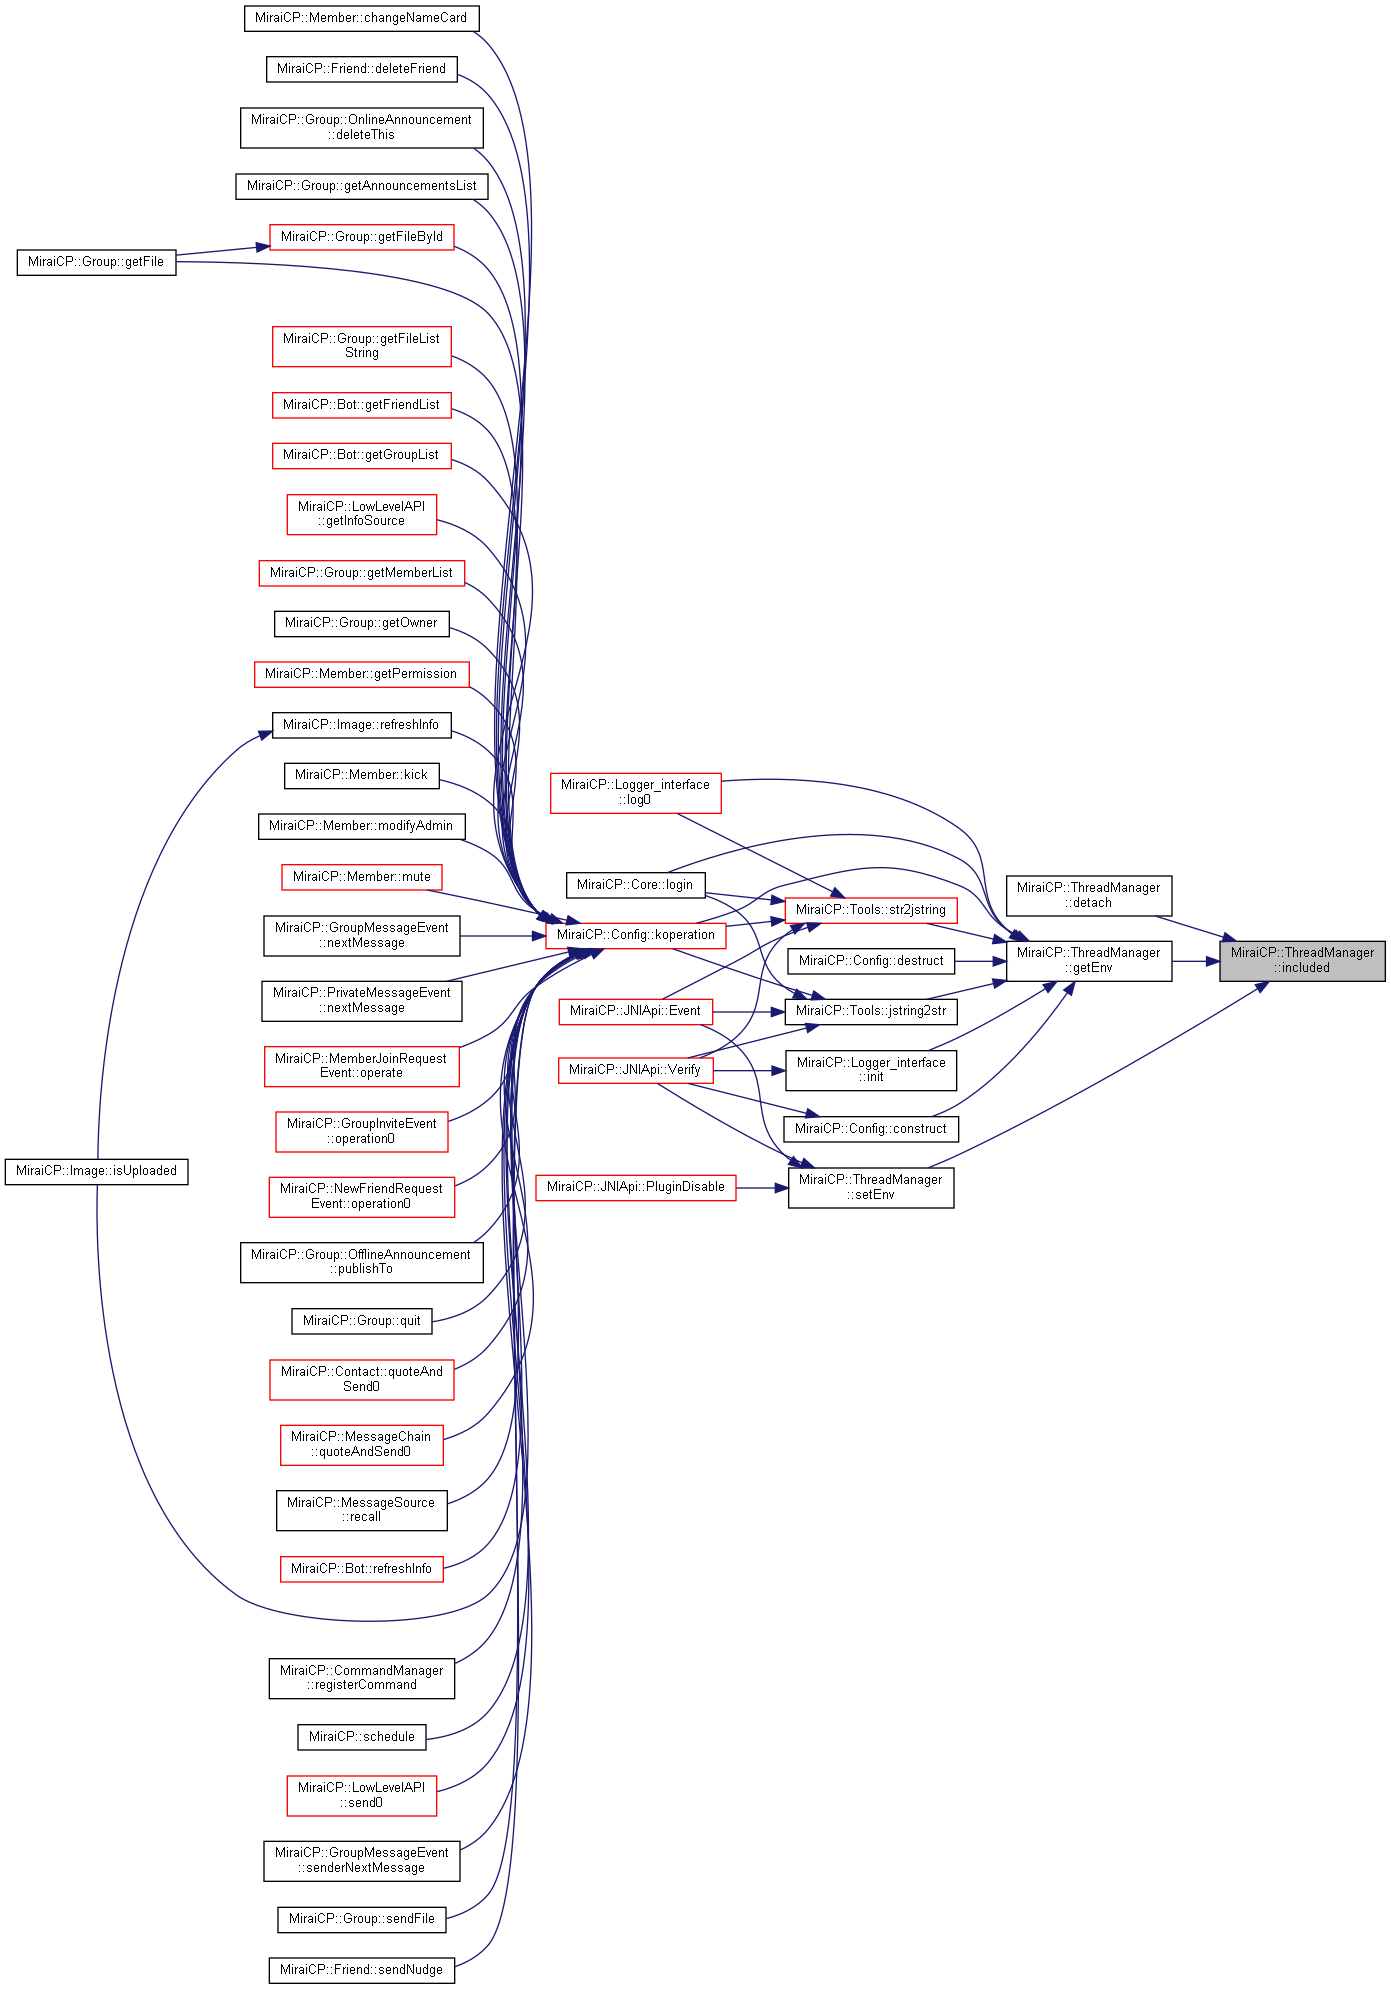 MiraiCP::Member::changeNameCard
MiraiCP::Friend::deleteFriend
MiraiCP::Group::OnlineAnnouncement
::deleteThis
MiraiCP::Group::getAnnouncementsList
MiraiCP::Group::getFileById
MiraiCP::Group::getFile
MiraiCP::Group::getFileList
String
MiraiCP::Bot::getFriendList
MiraiCP::Bot::getGroupList
MiraiCP::LowLevelAPI
::getInfoSource
MiraiCP::Group::getMemberList
MiraiCP::Group::getOwner
MiraiCP::Member::getPermission
MiraiCP::Image::refreshInfo
MiraiCP::Member::kick
MiraiCP::Member::modifyAdmin
MiraiCP::Member::mute
MiraiCP::GroupMessageEvent
::nextMessage
MiraiCP::PrivateMessageEvent
::nextMessage
MiraiCP::MemberJoinRequest
Event::operate
MiraiCP::GroupInviteEvent
::operation0
MiraiCP::Image::isUploaded
MiraiCP::NewFriendRequest
Event::operation0
MiraiCP::Group::OfflineAnnouncement
::publishTo
MiraiCP::Group::quit
MiraiCP::Contact::quoteAnd
Send0
MiraiCP::MessageChain
::quoteAndSend0
MiraiCP::MessageSource
::recall
MiraiCP::Bot::refreshInfo
MiraiCP::CommandManager
::registerCommand
MiraiCP::schedule
MiraiCP::LowLevelAPI
::send0
MiraiCP::GroupMessageEvent
::senderNextMessage
MiraiCP::Group::sendFile
MiraiCP::Friend::sendNudge
MiraiCP::Logger_interface
::log0
MiraiCP::Core::login
MiraiCP::Config::koperation
MiraiCP::JNIApi::Event
MiraiCP::JNIApi::Verify
MiraiCP::JNIApi::PluginDisable
MiraiCP::Tools::str2jstring
MiraiCP::Config::destruct
MiraiCP::Tools::jstring2str
MiraiCP::Logger_interface
::init
MiraiCP::Config::construct
MiraiCP::ThreadManager
::setEnv
MiraiCP::ThreadManager
::detach
MiraiCP::ThreadManager
::getEnv
MiraiCP::ThreadManager
::included